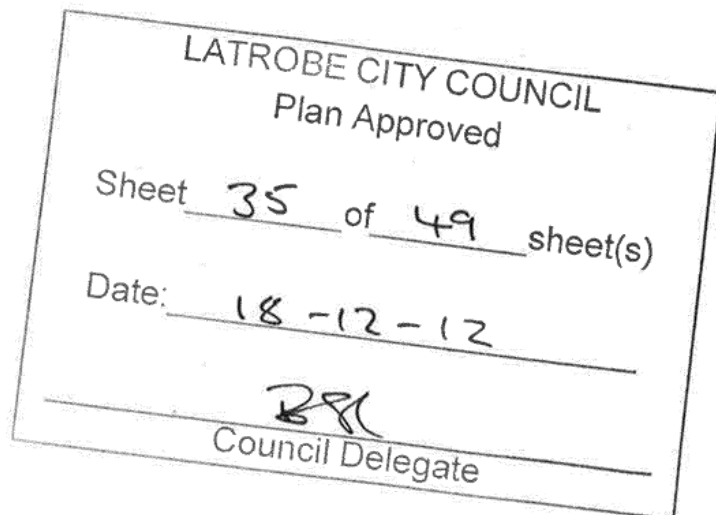 LATROBE CITY COUNCIL
Plan Approved
Sheet 35 of 49 sheet(s)
Date: 18-12-12
Council Delegate